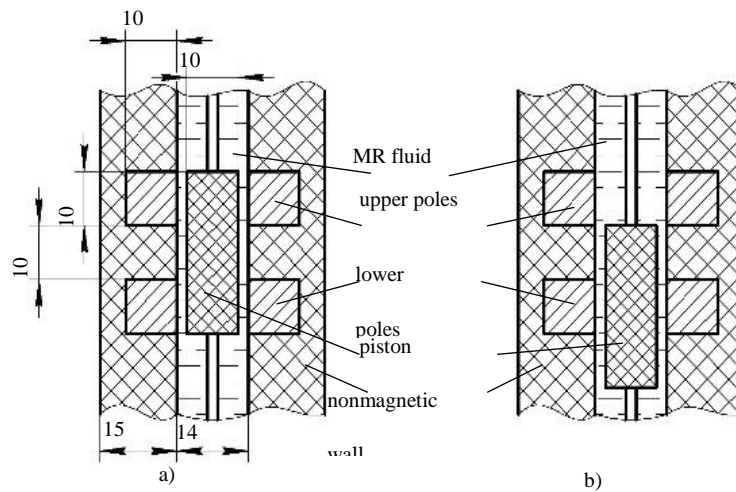 10
10
MR fluid
upper poles
10
10
lower
poles
piston
nonmagnetic
15
14
wall
a)
b)